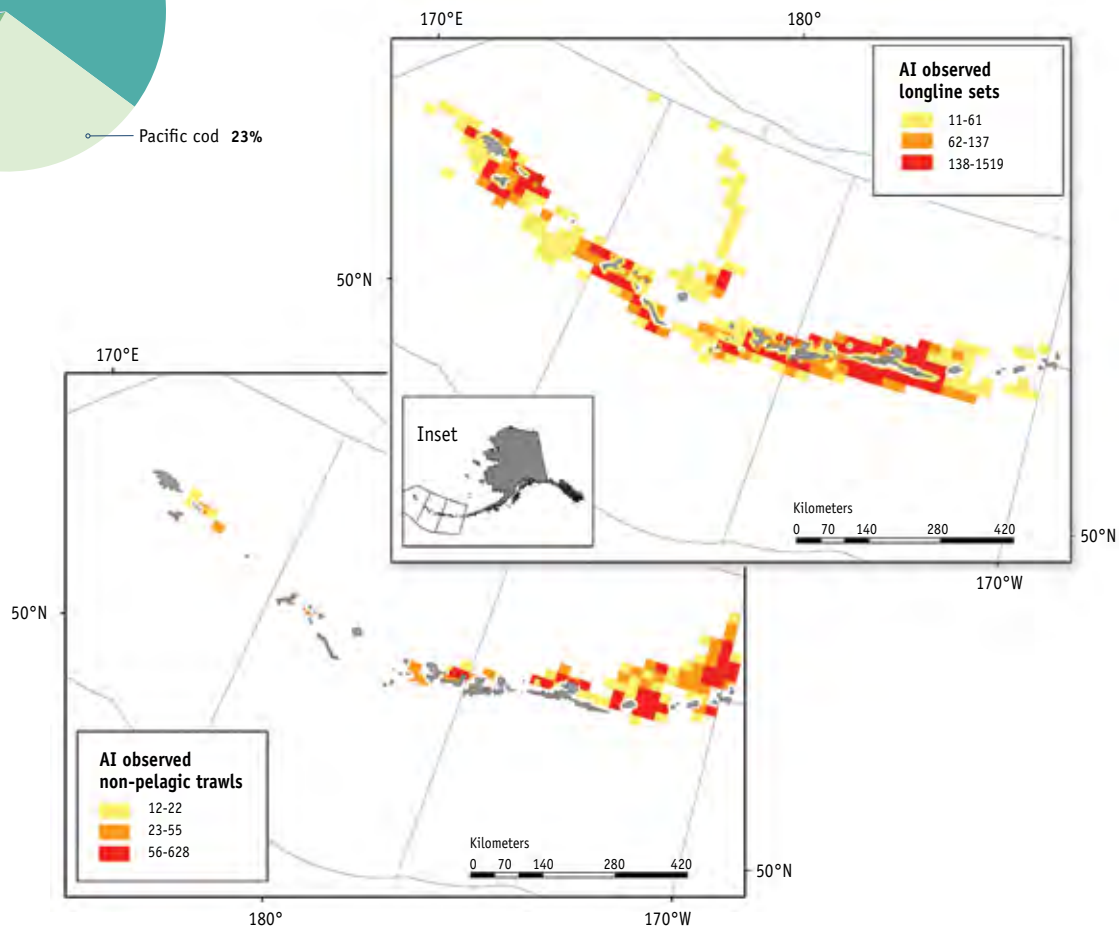 Pacific cod 23%
170°E
180°
AI observed
longline sets
11-61
62-137
138-1519
50°N
Inset
Kilometers
0 70 140 280 420
50°N
170°W
170°E
50°N
AI observed
non-pelagic trawls
12-22
23-55
56-628
Kilometers
0 70 140 280 420
50°N
180°
170°W